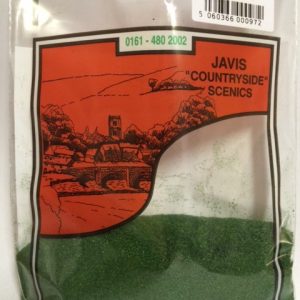 5 060366 000972
0161 - 480 2002
JAVIS
"COUNTRYSIDE"
SCENICS